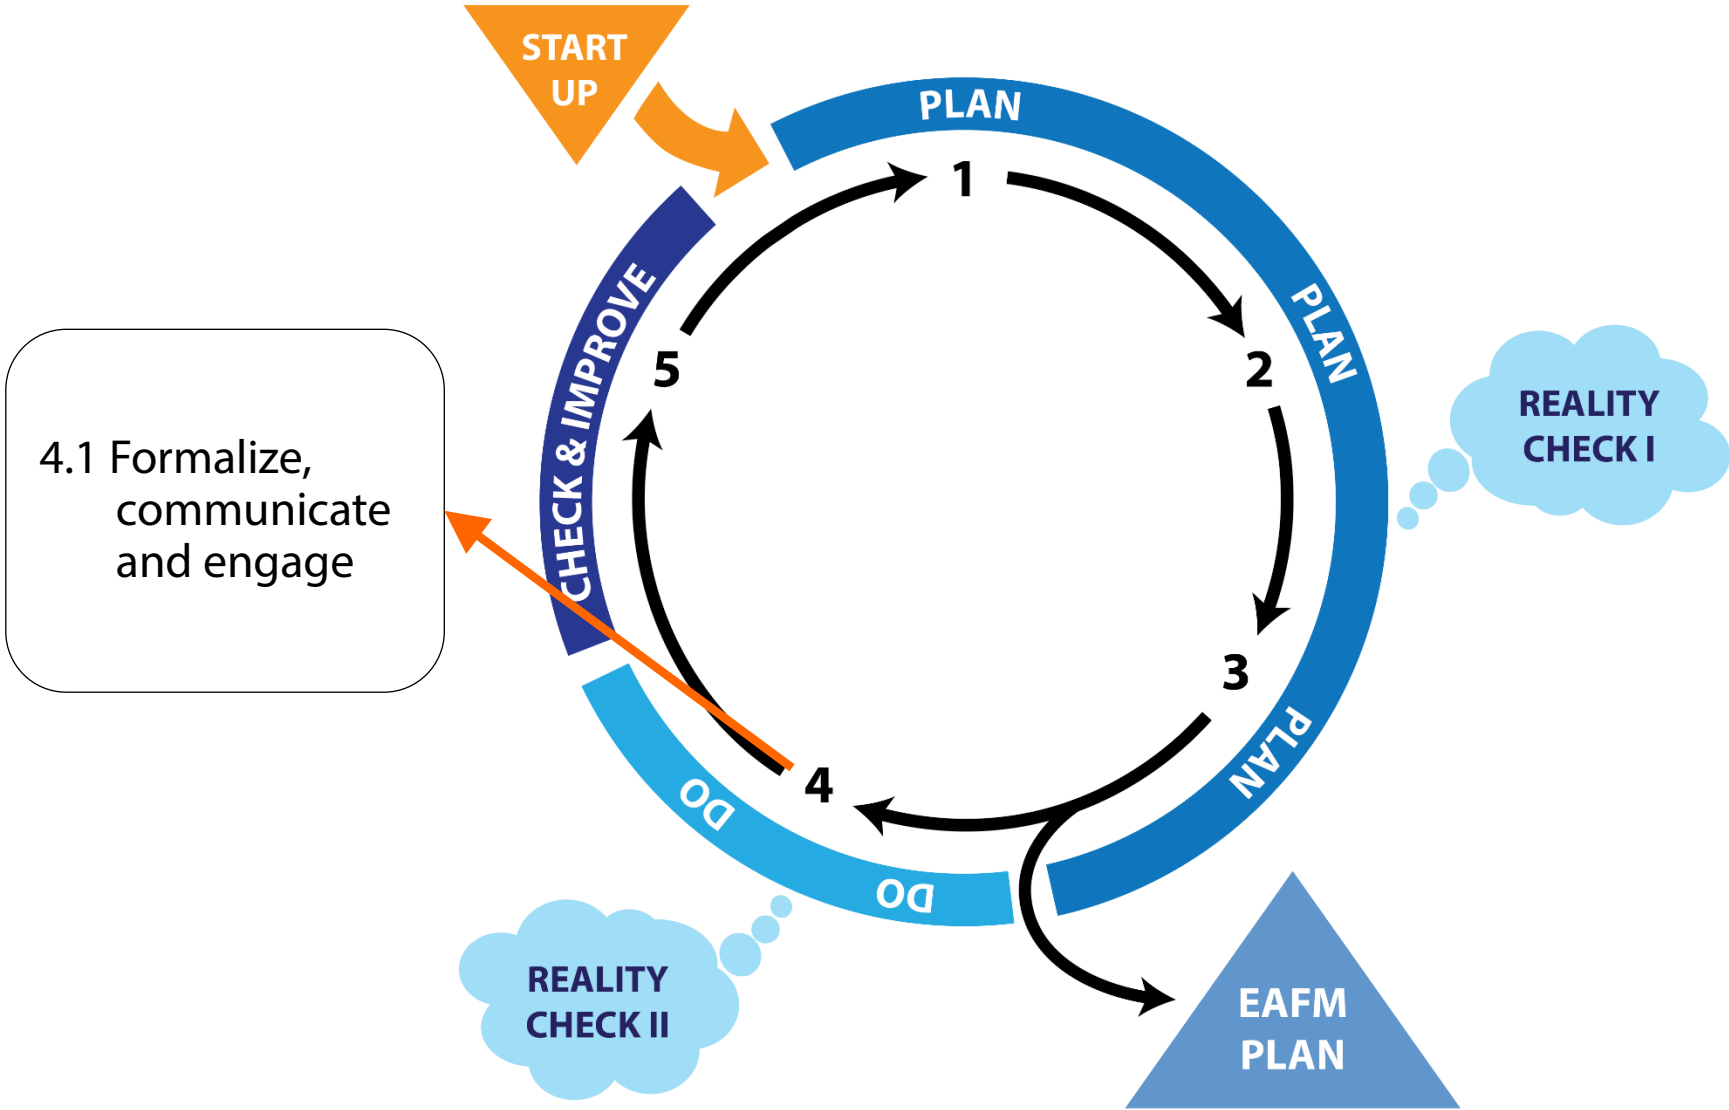 START
UP
PLAN
1
PLAN
2
REALITY
CHECK I
3
PLAN
4
DO
DO
5
CHECK & IMPROVE
4.1 Formalize,
communicate
and engage
REALITY
CHECK II
EAFM
PLAN